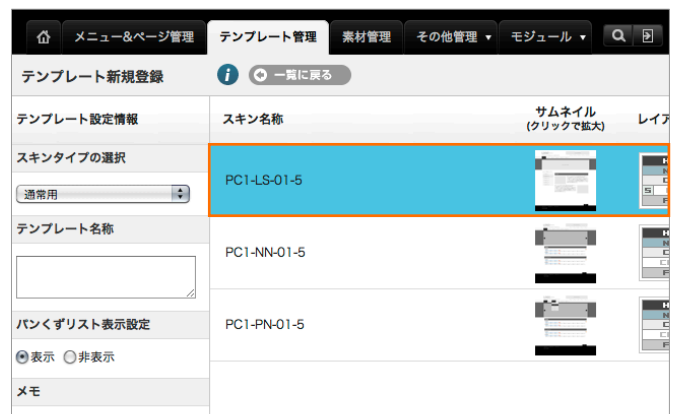 メニュー&ページ管理
テンプレート管理
素材管理
その他管理 ▼
モジュール ▼
テンプレート新規登録
i
一覧に戻る
テンプレート設定情報
スキン名称
サムネイル
(クリックで拡大)
スキンタイプの選択
通常用
PC1-LS-01-5
テンプレート名称
PC1-NN-01-5
パンくずリスト表示設定
PC1-PN-01-5
表示 非表示
メモ